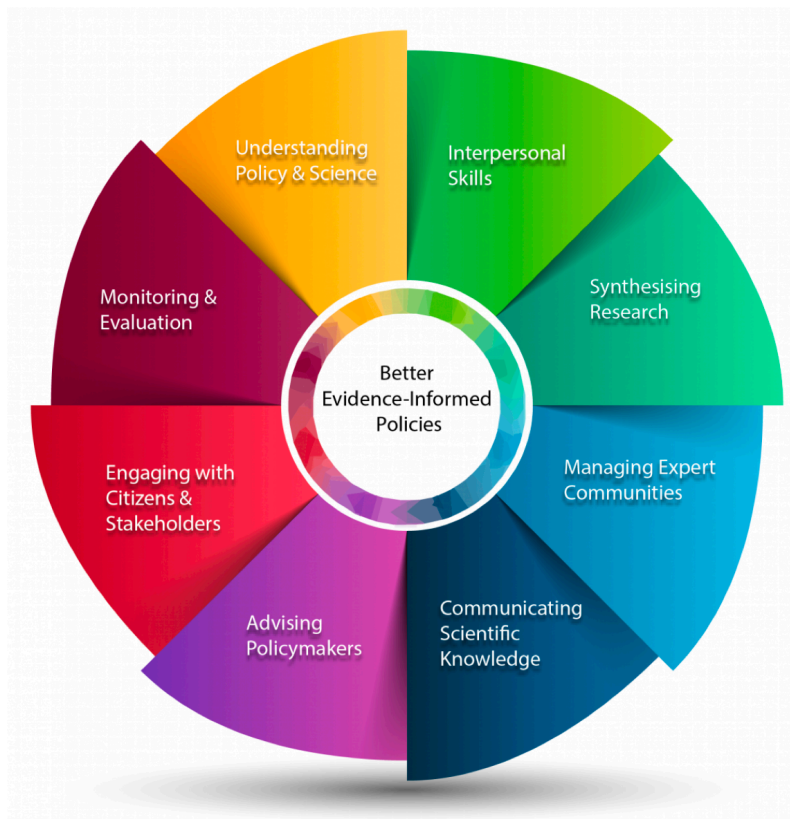 Understanding
Policy & Science
Interpersonal
Skills
Synthesising
Research
Managing Expert
Communities
Communicating
Scientific
Knowledge
Advising
Policymakers
Engaging with
Citizens &
Stakeholders
Monitoring &
Evaluation
Better
Evidence-Informed
Policies